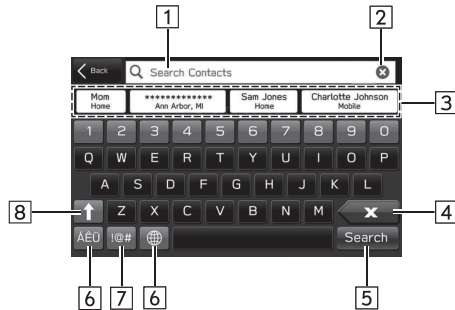 1
2
Back
Search Contacts
Mom
Home
*************
Ann Arbor, MI
Sam Jones
Home
Charlotte Johnson
Mobile
3
1 2 3 4 5 6 7 8 9 0
Q W E R T Y U I O P
A S D F G H J K L
8
Z X C V B N M
X
4
ÁÊÜ !@# Search
6
7
6
5